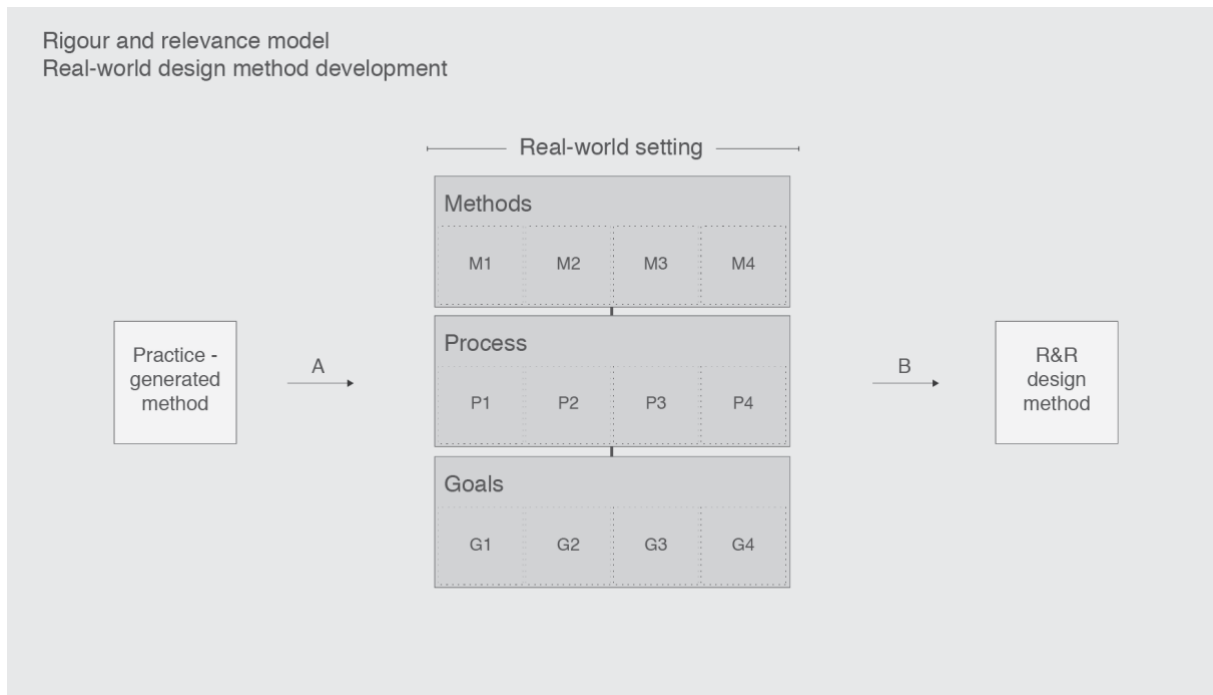 Rigour and relevance model
Real-world design method development
Real-world setting
Methods
M1 M2 M3 M4
Practice -
generated
method
A
Process
P1 P2 P3 P4
B
R&R
design
method
Goals
G1 G2 G3 G4